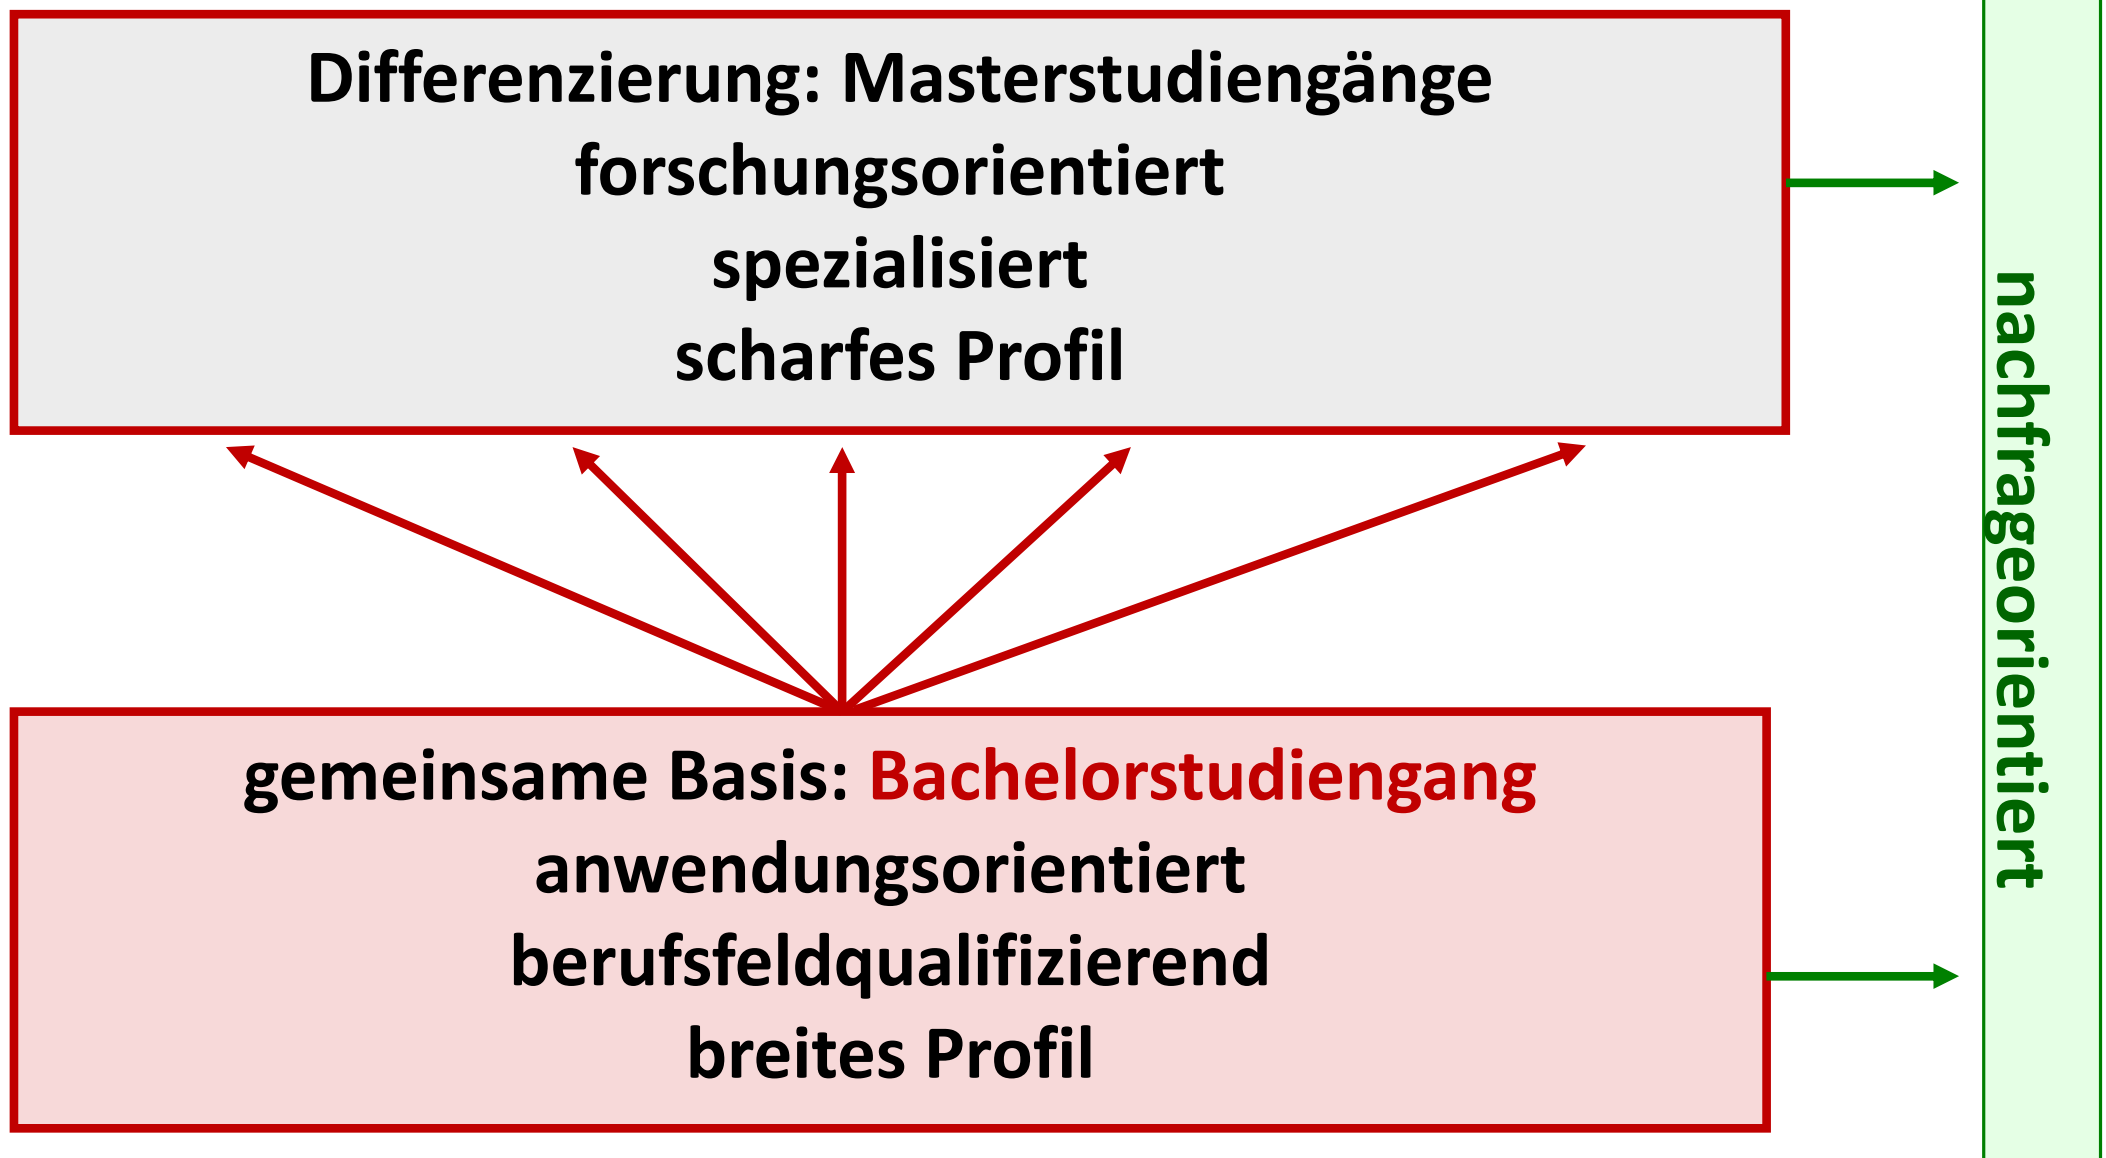 Differenzierung: Masterstudiengänge
forschungsorientiert
spezialisiert
scharfes Profil
gemeinsame Basis: Bachelorstudiengang
anwendungsorientiert
berufsfeldqualifizierend
breites Profil
nachfrageorientiert